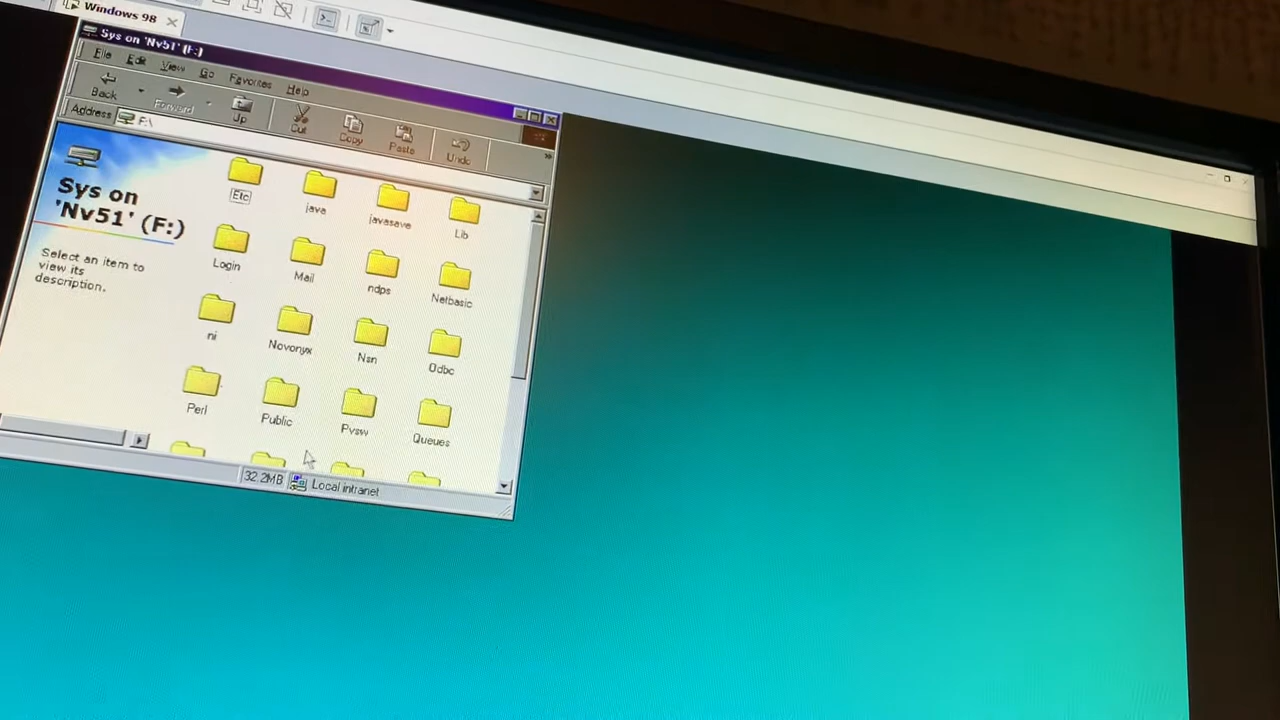 Windows 98
Sys on 'Nv51' (F:)
File Edit View Go Favorites Help
Back Forward Up Cut Copy Paste Undo
Address F:\
Sys on
'Nv51' (F:)
Select an item to
view its
description.
Etc java javasave Lib
Login Mail ndps Netbasic
ni Novonyx Nsn Odbc
Perl Public Pvsw Queues
32.2MB Local intranet